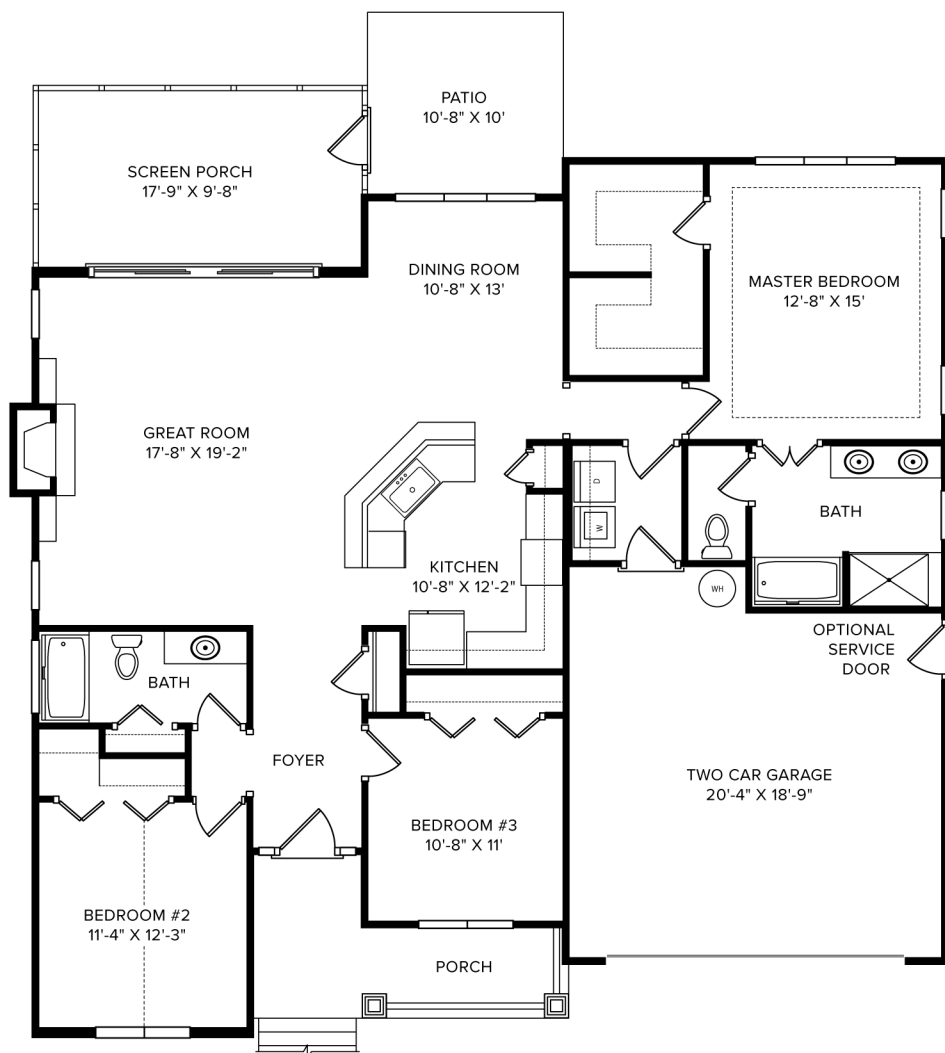 PATIO
10'-8" X 10'
SCREEN PORCH
17'-9" X 9'-8"
DINING ROOM
10'-8" X 13'
MASTER BEDROOM
12'-8" X 15'
GREAT ROOM
17'-8" X 19'-2"
D
W
BATH
KITCHEN
10'-8" X 12'-2"
WH
OPTIONAL
SERVICE
DOOR
BATH
FOYER
TWO CAR GARAGE
20'-4" X 18'-9"
BEDROOM #3
10'-8" X 11'
BEDROOM #2
11'-4" X 12'-3"
PORCH